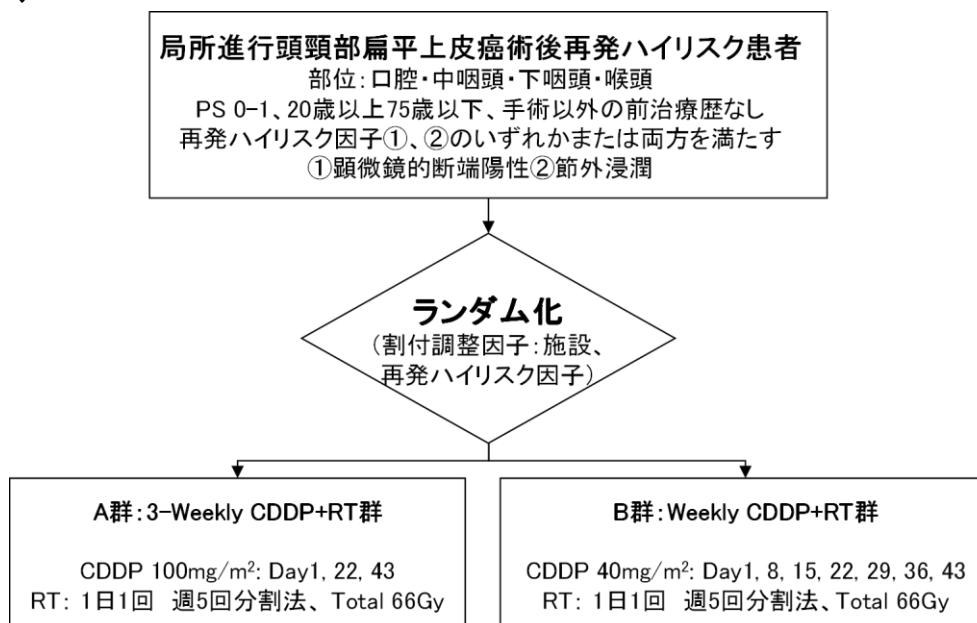 局所進行頭頸部扁平上皮癌術後再発ハイリスク患者
部位：口腔・中咽頭・下咽頭・喉頭
PS 0-1、20歳以上75歳以下、手術以外の前治療歴なし
再発ハイリスク因子①、②のいずれかまたは両方を満たす
①顕微鏡的断端陽性②節外浸潤
ランダム化
（割付調整因子：施設、
再発ハイリスク因子）
A群：3-Weekly CDDP+RT群
CDDP 100mg/m²: Day1, 22, 43
RT: 1日1回 週5回分割法、Total 66Gy
B群：Weekly CDDP+RT群
CDDP 40mg/m²: Day1, 8, 15, 22, 29, 36, 43
RT: 1日1回 週5回分割法、Total 66Gy